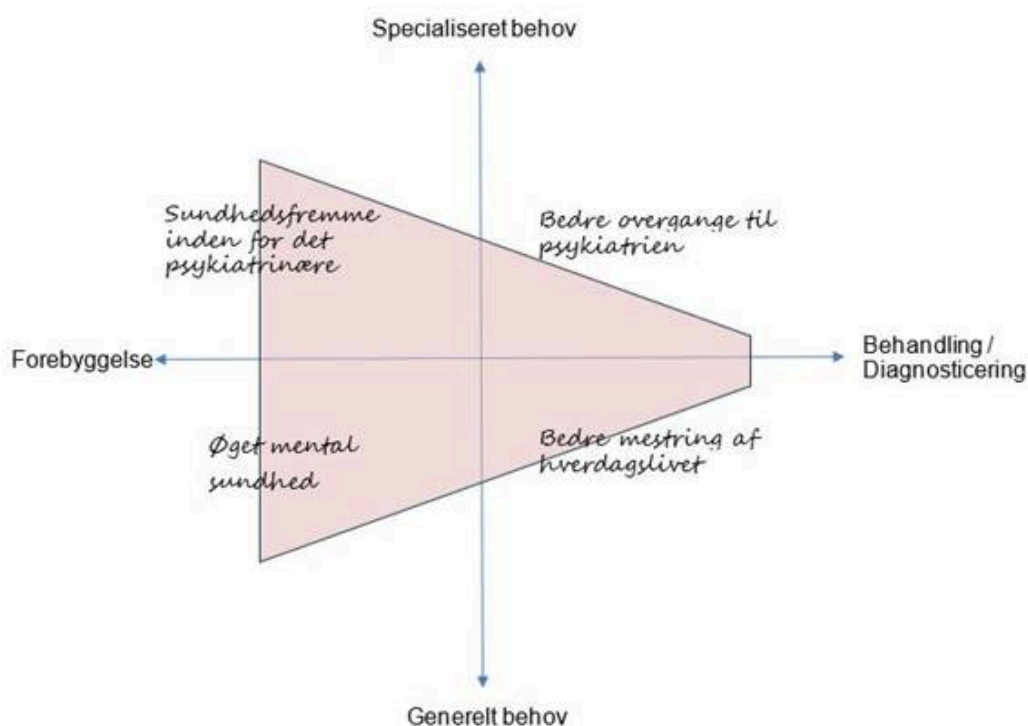 Specialiseret behov
Sundhedsfremme
inden for det
psykiatrinære
Bedre overgange til
psykiatrien
Forebyggelse
Behandling /
Diagnosticering
Øget mental
sundhed
Bedre mestring af
hverdagslivet
Generelt behov